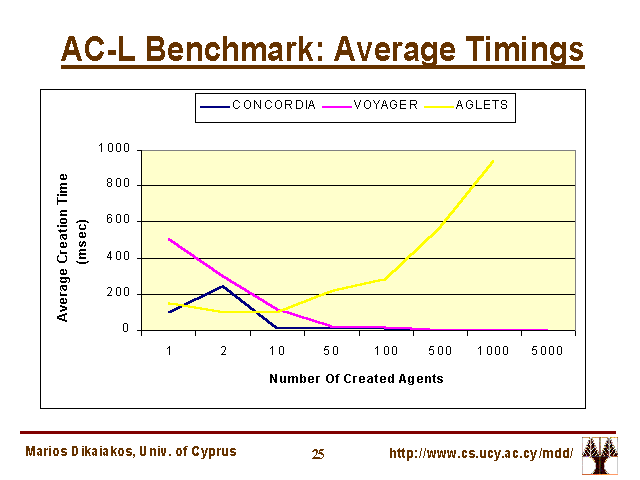 AC-L Benchmark: Average Timings
CONCORDIA VOYAGER AGLETS
Average Creation Time
(msec)
1000
800
600
400
200
0
1 2 10 50 100 500 1000 5000
Number Of Created Agents
Marios Dikaiakos, Univ. of Cyprus 25 http://www.cs.ucy.ac.cy/mdd/